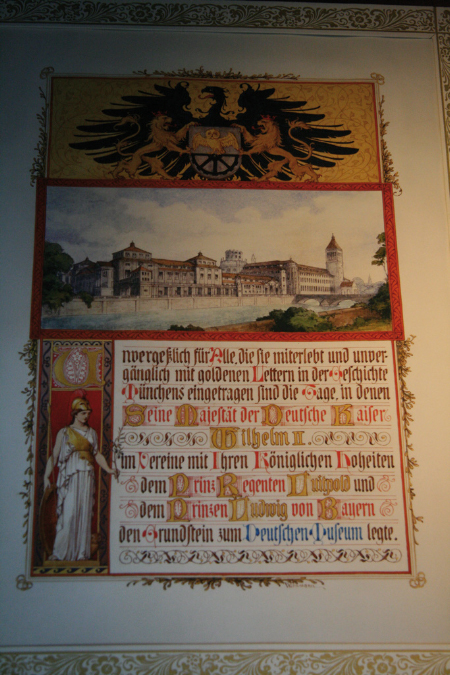 Unvergeßlich für Alle, die sie miterlebt und unver-
gänglich mit goldenen Lettern in der Geschichte
Münchens eingetragen sind die Tage, in denen
Seine Majestät der Deutsche Kaiser
Wilhelm II.
im Vereine mit Ihren Königlichen Hoheiten
dem Prinz Regenten Luitpold und
dem Prinzen Ludwig von Bayern
den Grundstein zum Deutschen Museum legte.